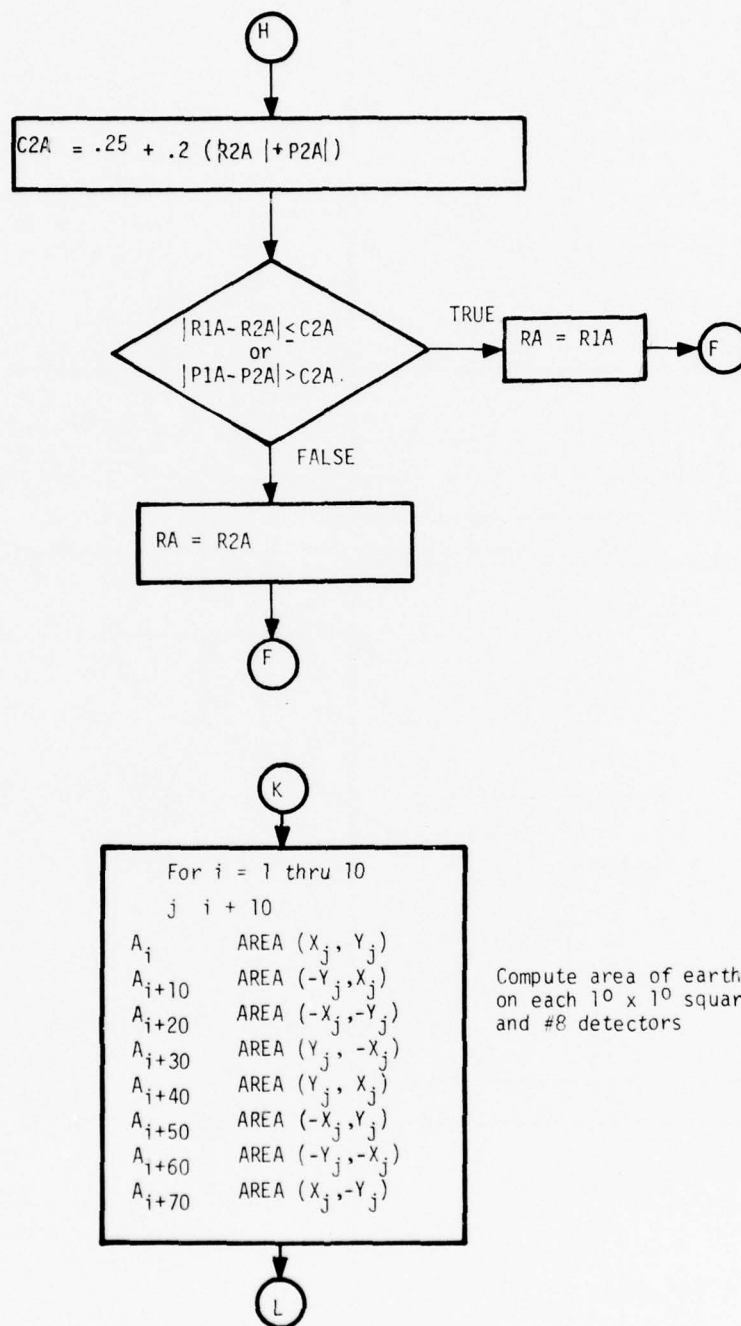 H
C2A = .25 + .2 (|R2A |+ P2A|)
|R1A-R2A| ≤ C2A
or
|P1A-P2A| > C2A.
TRUE
RA = R1A
F
FALSE
RA = R2A
F
K
For i = 1 thru 10
j i + 10
A_i AREA (X_j, Y_j)
A_i+10 AREA (-Y_j,X_j)
A_i+20 AREA (-X_j,-Y_j)
A_i+30 AREA (Y_j, -X_j)
A_i+40 AREA (Y_j, X_j)
A_i+50 AREA (-X_j,Y_j)
A_i+60 AREA (-Y_j,-X_j)
A_i+70 AREA (X_j,-Y_j)
Compute area of earth
on each 1º x 1º squar
and #8 detectors
L